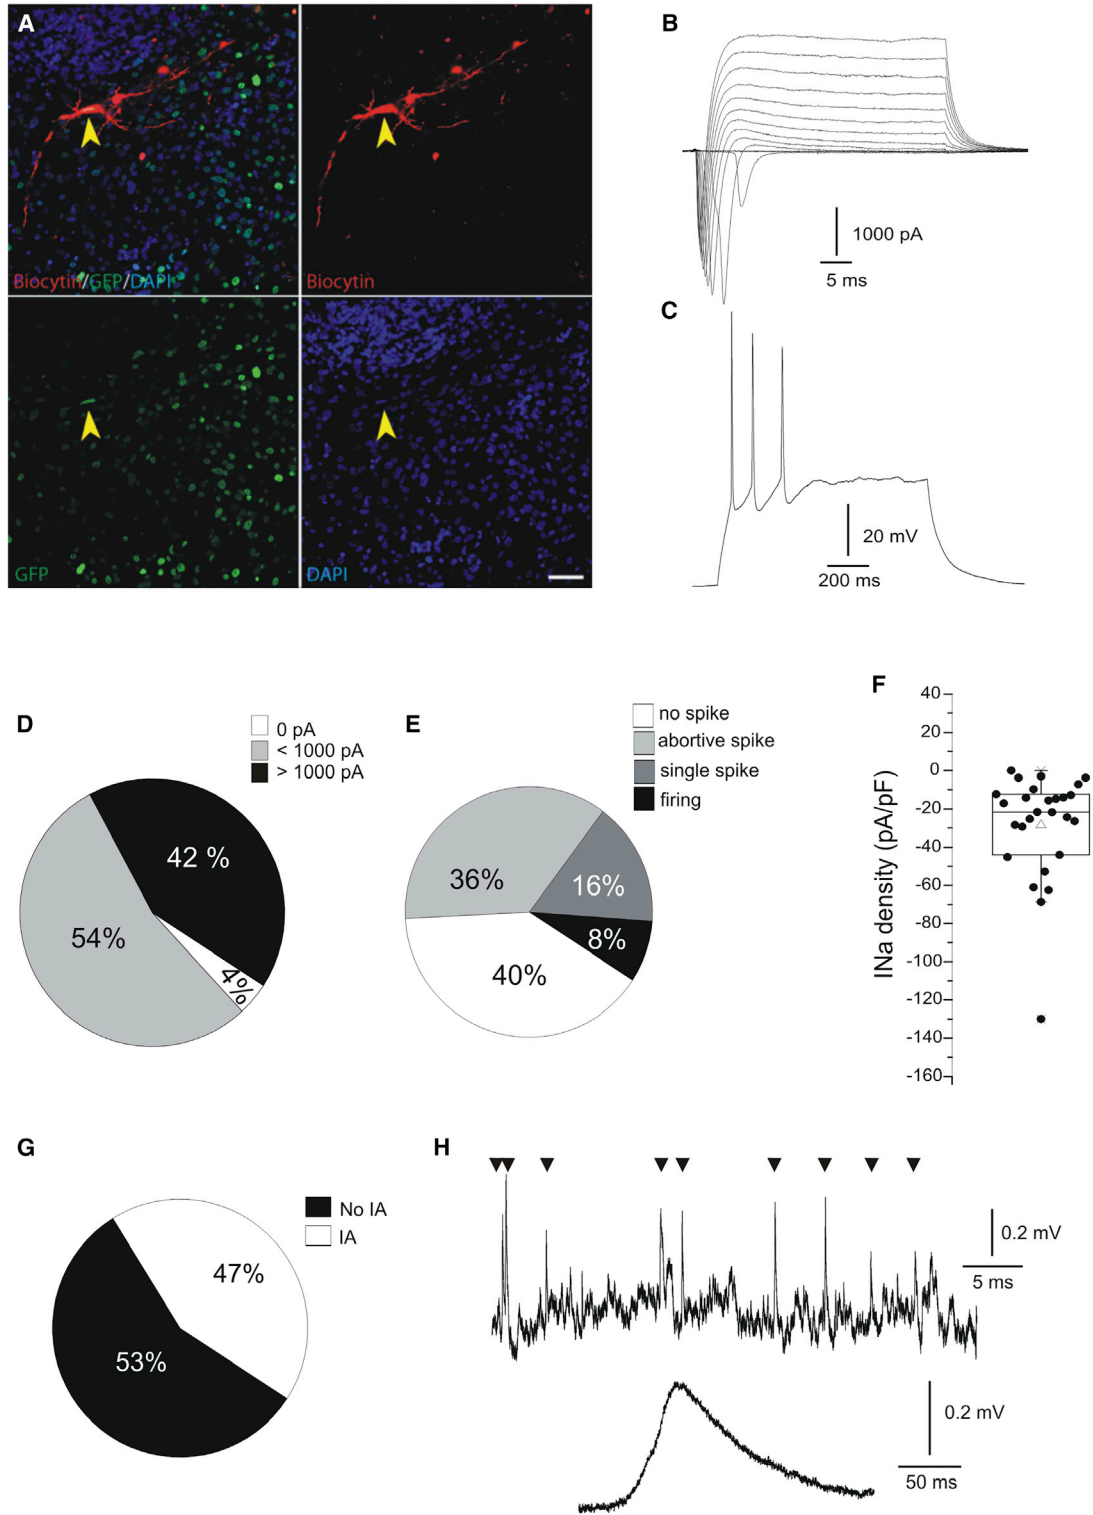 A
Biocytin/GFP/DAPI
Biocytin
GFP
DAPI
B
1000 pA
5 ms
C
20 mV
200 ms
D
0 pA
< 1000 pA
> 1000 pA
42 %
54%
4%
E
no spike
abortive spike
single spike
firing
36%
16%
8%
40%
F
INa density (pA/pF)
40
20
0
-20
-40
-60
-80
-100
-120
-140
-160
G
No IA
IA
47%
53%
H
0.2 mV
5 ms
0.2 mV
50 ms